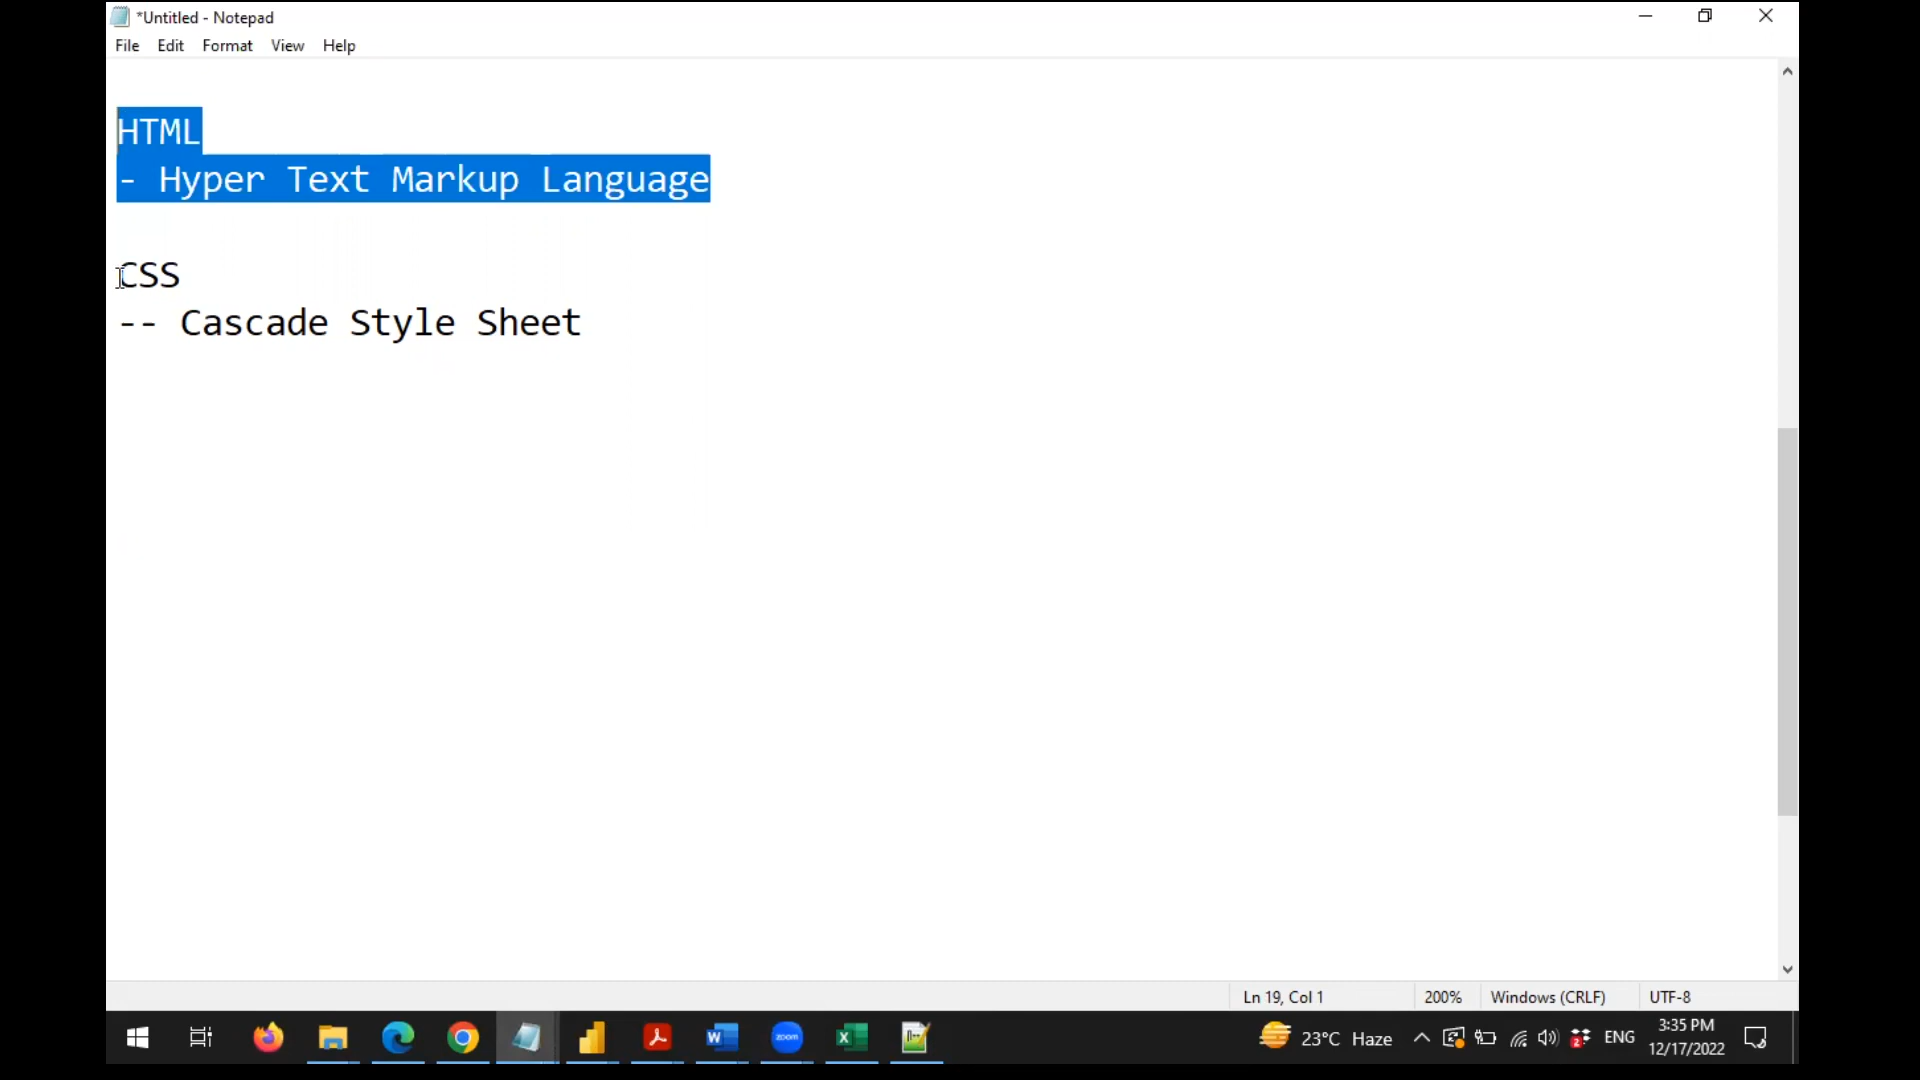 *Untitled - Notepad
File Edit Format View Help
HTML
- Hyper Text Markup Language
CSS
-- Cascade Style Sheet
Ln 19, Col 1 200% Windows (CRLF) UTF-8
zoom
23°C Haze ENG 3:35 PM
12/17/2022